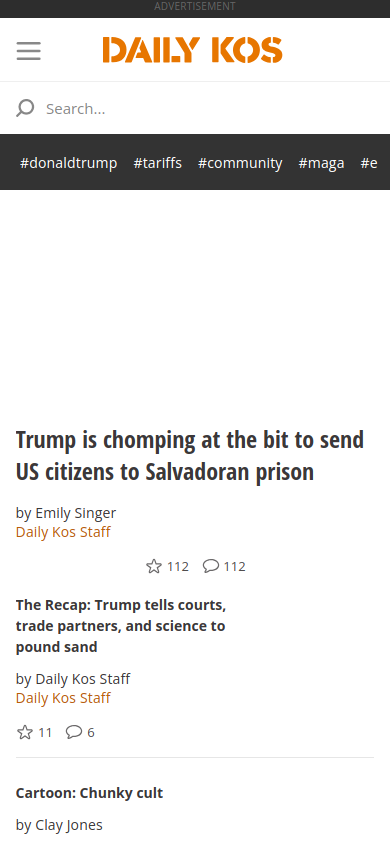 ADVERTISEMENT
DAILY KOS
Search...
#donaldtrump #tariffs #community #maga #e
Trump is chomping at the bit to send
US citizens to Salvadoran prison
by Emily Singer
Daily Kos Staff
112 112
The Recap: Trump tells courts,
trade partners, and science to
pound sand
by Daily Kos Staff
Daily Kos Staff
11 6
Cartoon: Chunky cult
by Clay Jones